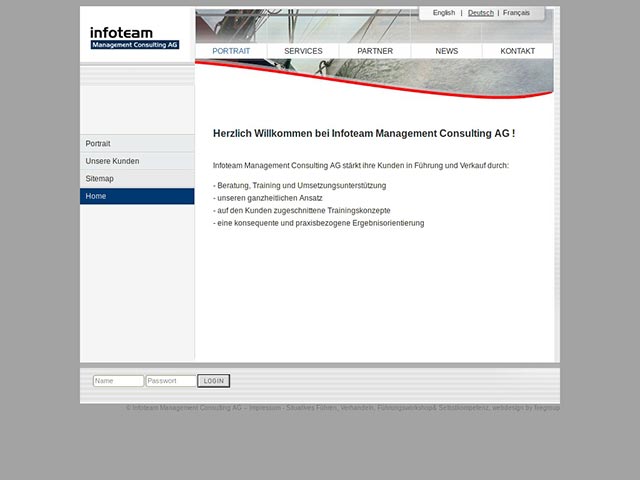 English | Deutsch | Français
infoteam
Management Consulting AG
PORTRAIT SERVICES PARTNER NEWS KONTAKT
Herzlich Willkommen bei Infoteam Management Consulting AG !
Portrait
Unsere Kunden
Sitemap
Home
Infoteam Management Consulting AG stärkt ihre Kunden in Führung und Verkauf durch:
- Beratung, Training und Umsetzungsunterstützung
- unseren ganzheitlichen Ansatz
- auf den Kunden zugeschnittene Trainingskonzepte
- eine konsequente und praxisbezogene Ergebnisorientierung
Name Passwort LOGIN
© Infoteam Management Consulting AG – Impressum - Situatives Führen, Verhandeln, Führungsworkshop& Selbstkompetenz, webdesign by